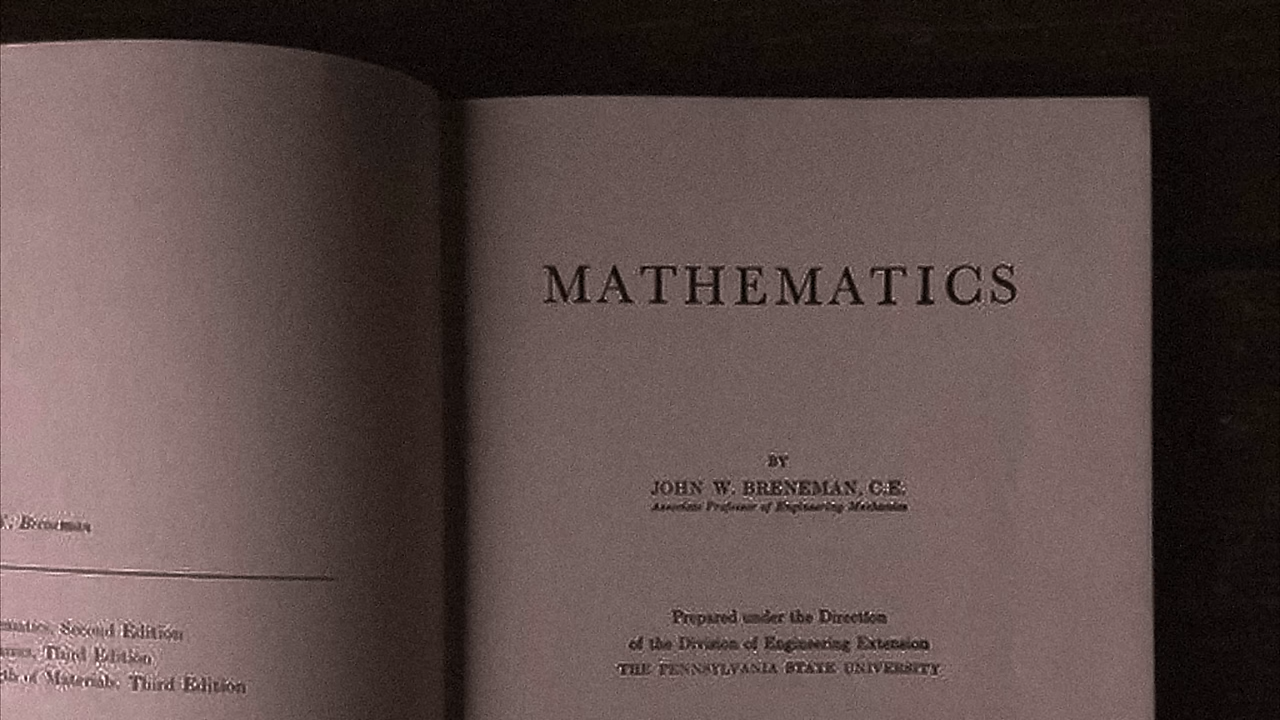 Breneman
Second Edition
Third Edition
of Materials, Third Edition
MATHEMATICS
BY
JOHN W. BRENEMAN, C.E.
Associate Professor of Engineering Mechanics
Prepared under the Direction
of the Division of Engineering Extension
THE PENNSYLVANIA STATE UNIVERSITY